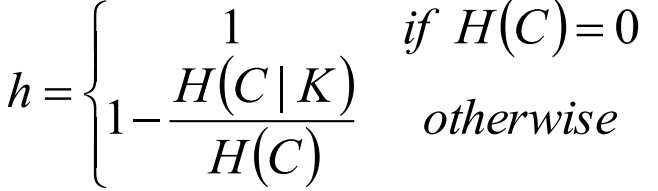 h = { 1 if H(C) = 0
1 − H(C | K) / H(C) otherwise